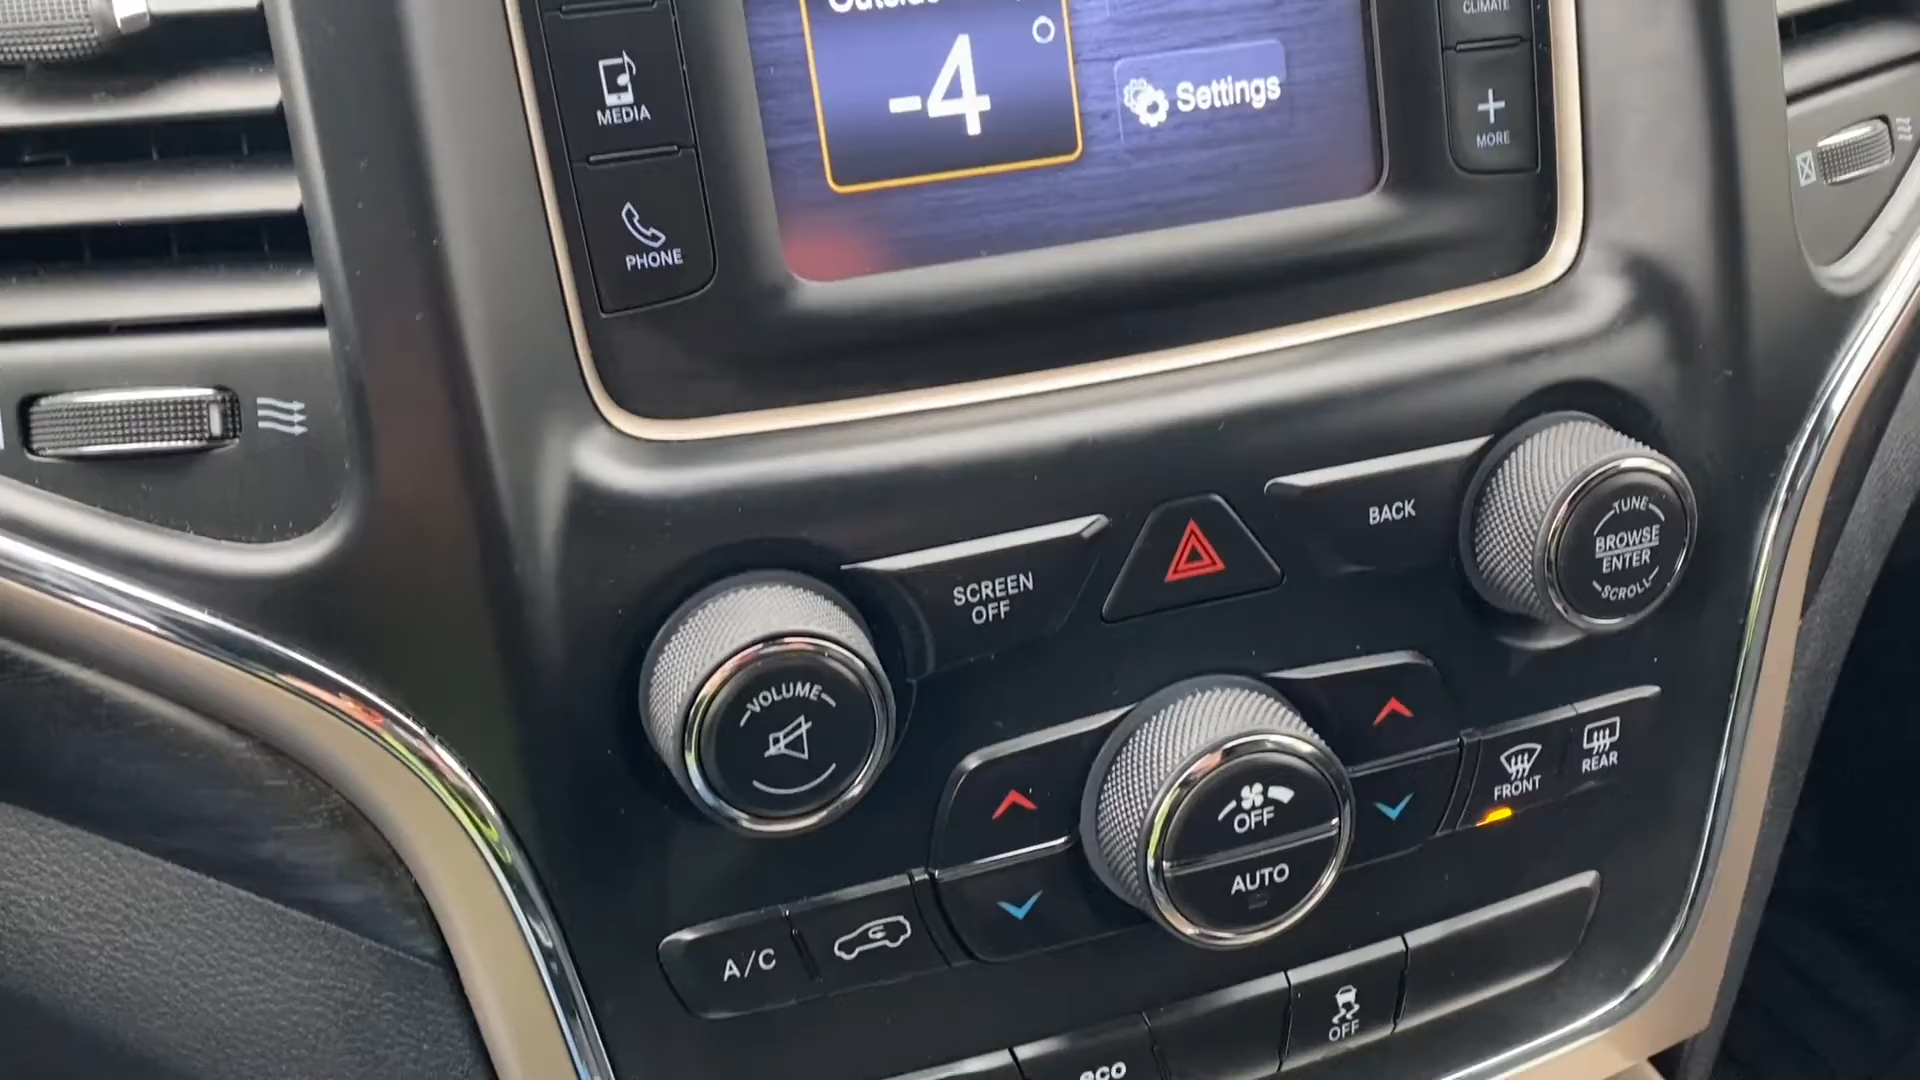 Outside
-4
Settings
CLIMATE
MEDIA
MORE
PHONE
SCREEN
OFF
BACK
TUNE
BROWSE
ENTER
SCROLL
VOLUME
OFF
AUTO
FRONT
REAR
A/C
OFF
eco